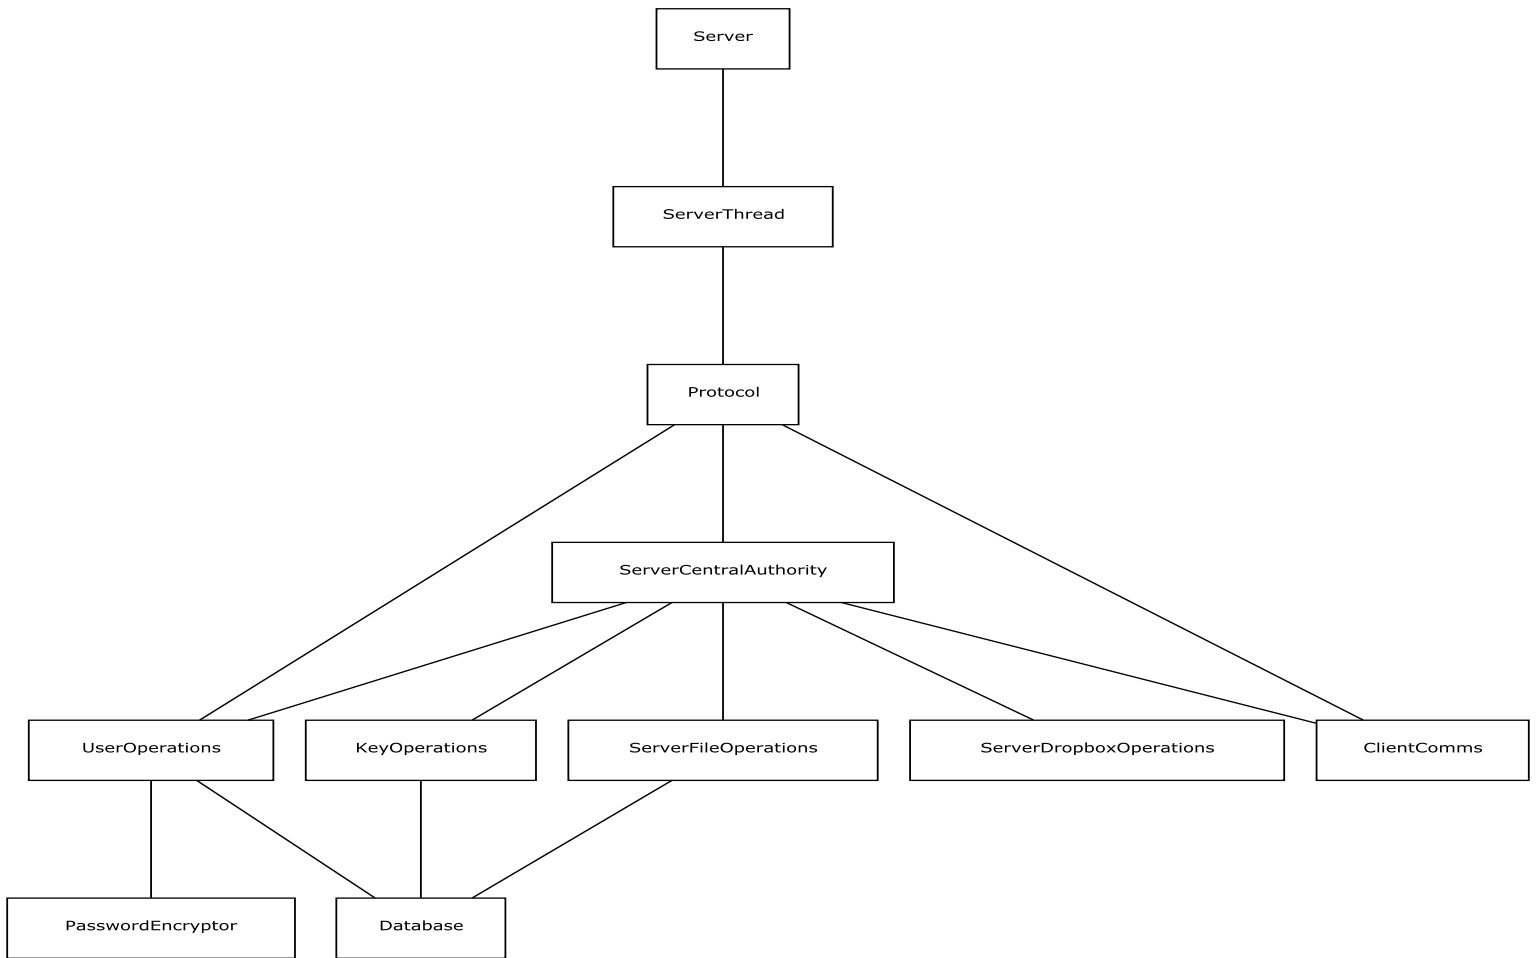 Server
ServerThread
Protocol
ServerCentralAuthority
UserOperations
KeyOperations
ServerFileOperations
ServerDropboxOperations
ClientComms
PasswordEncryptor
Database